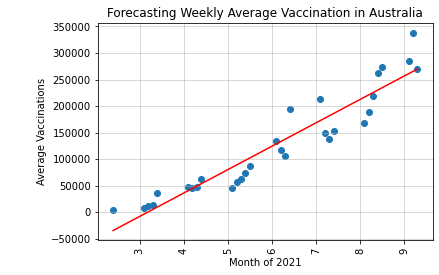 Forecasting Weekly Average Vaccination in Australia
350000
300000
250000
200000
150000
100000
50000
0
−50000
Average Vaccinations
3 4 5 6 7 8 9
Month of 2021